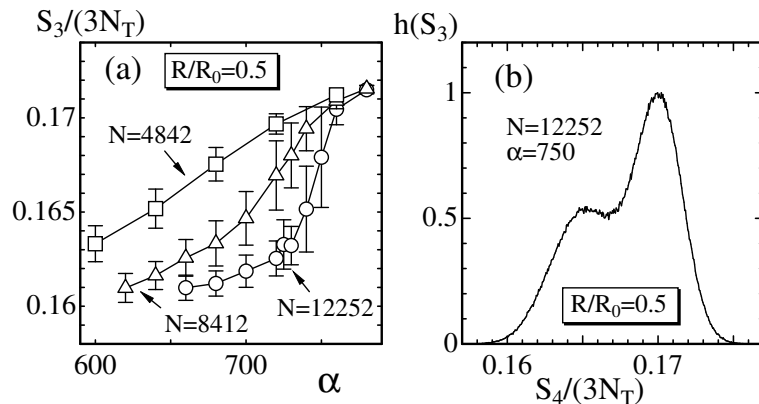 S₃/(3N_T)
(a)
R/R₀=0.5
0.17
0.165
0.16
N=4842
N=8412
N=12252
600
700
α
h(S₃)
(b)
1
0.5
0
N=12252
α=750
R/R₀=0.5
0.16
0.17
S₄/(3N_T)